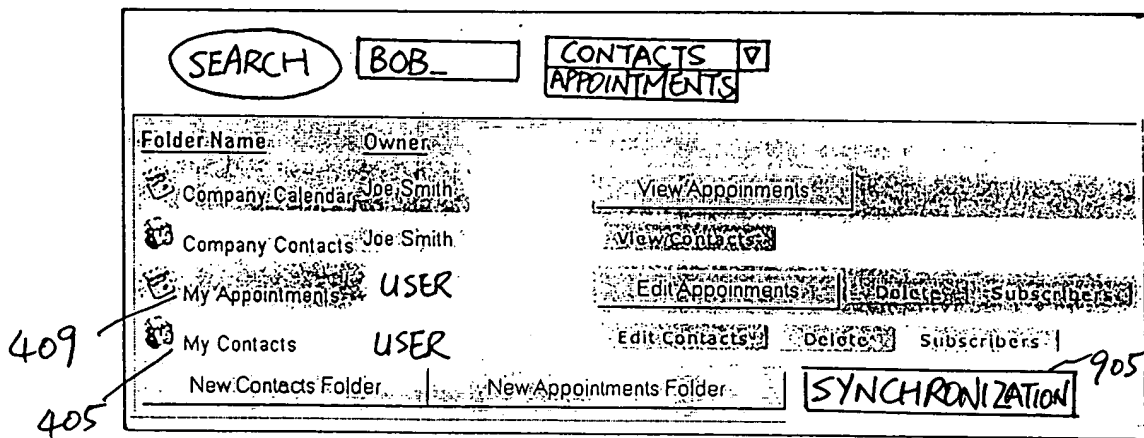 SEARCH BOB_ CONTACTS
APPOINTMENTS
Folder Name Owner
Company Calendar Joe Smith View Appoinments
Company Contacts Joe Smith View Contacts
My Appointments USER Edit Appoinments Delete Subscribers
409
My Contacts USER Edit Contacts Delete Subscribers
905
New Contacts Folder New Appointments Folder SYNCHRONIZATION
405